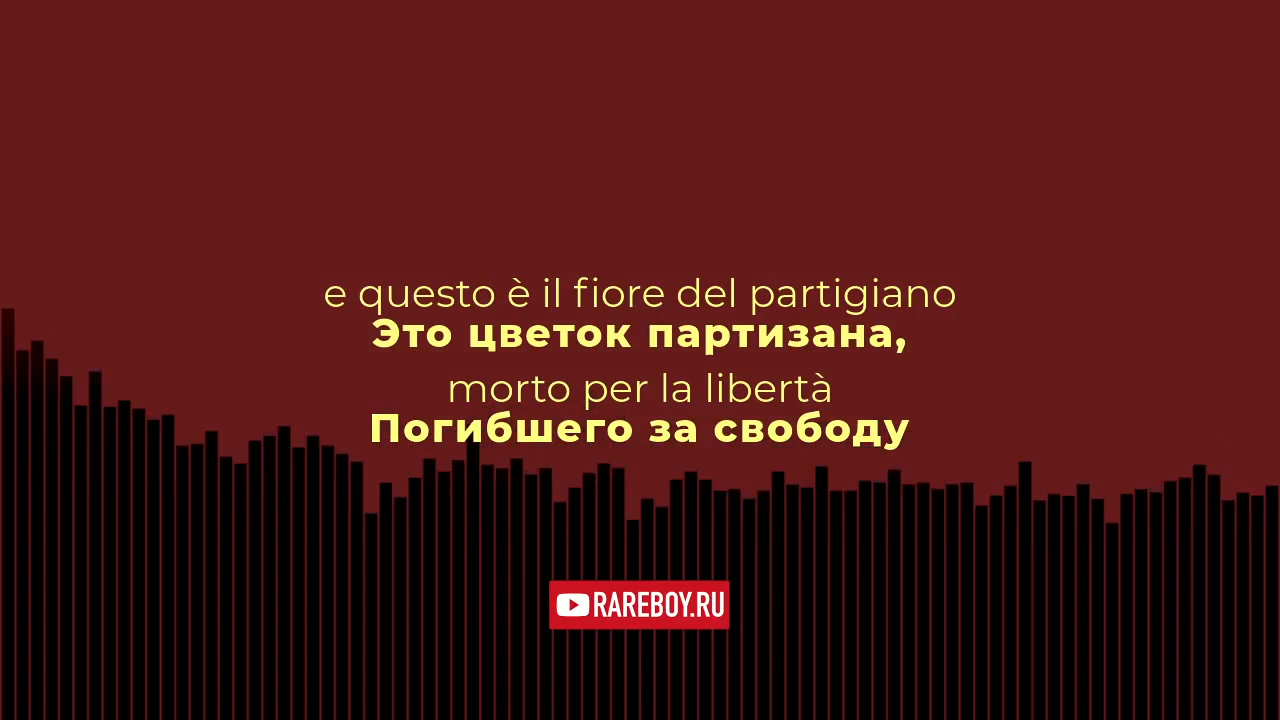 e questo è il fiore del partigiano
Это цветок партизана,
morto per la libertà
Погибшего за свободу
RAREBOY.RU